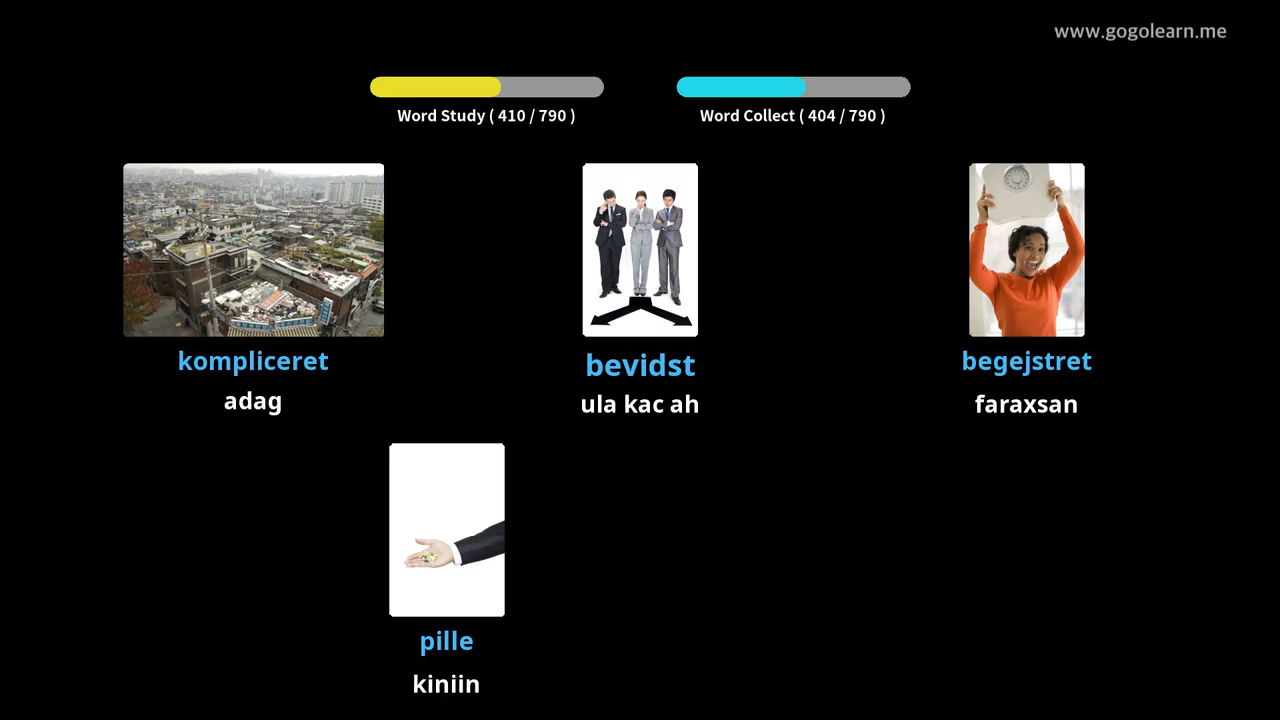 www.gogolearn.me
Word Study ( 410 / 790 )
Word Collect ( 404 / 790 )
kompliceret
bevidst
begejstret
adag
ula kac ah
faraxsan
pille
kiniin